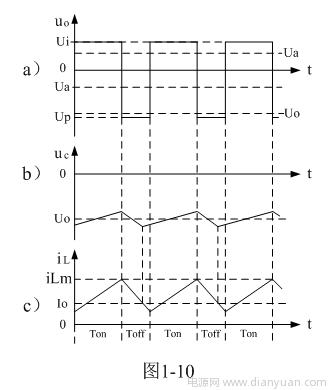 uo
Ui
Ua
a)
0
t
Ua
Up
Uo
uc
b)
0
t
Uo
iL
iLm
c)
Io
0
t
Ton Toff Ton Toff Ton
图1-10
电源网 www.dianyuan.com